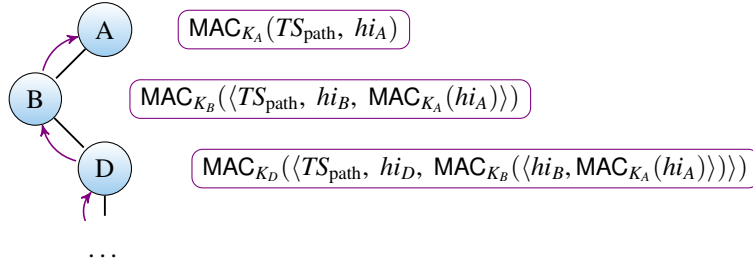 A MAC_{K_A}(TS_path, hi_A)
B MAC_{K_B}(⟨TS_path, hi_B, MAC_{K_A}(hi_A)⟩)
D MAC_{K_D}(⟨TS_path, hi_D, MAC_{K_B}(⟨hi_B, MAC_{K_A}(hi_A)⟩)⟩)
...